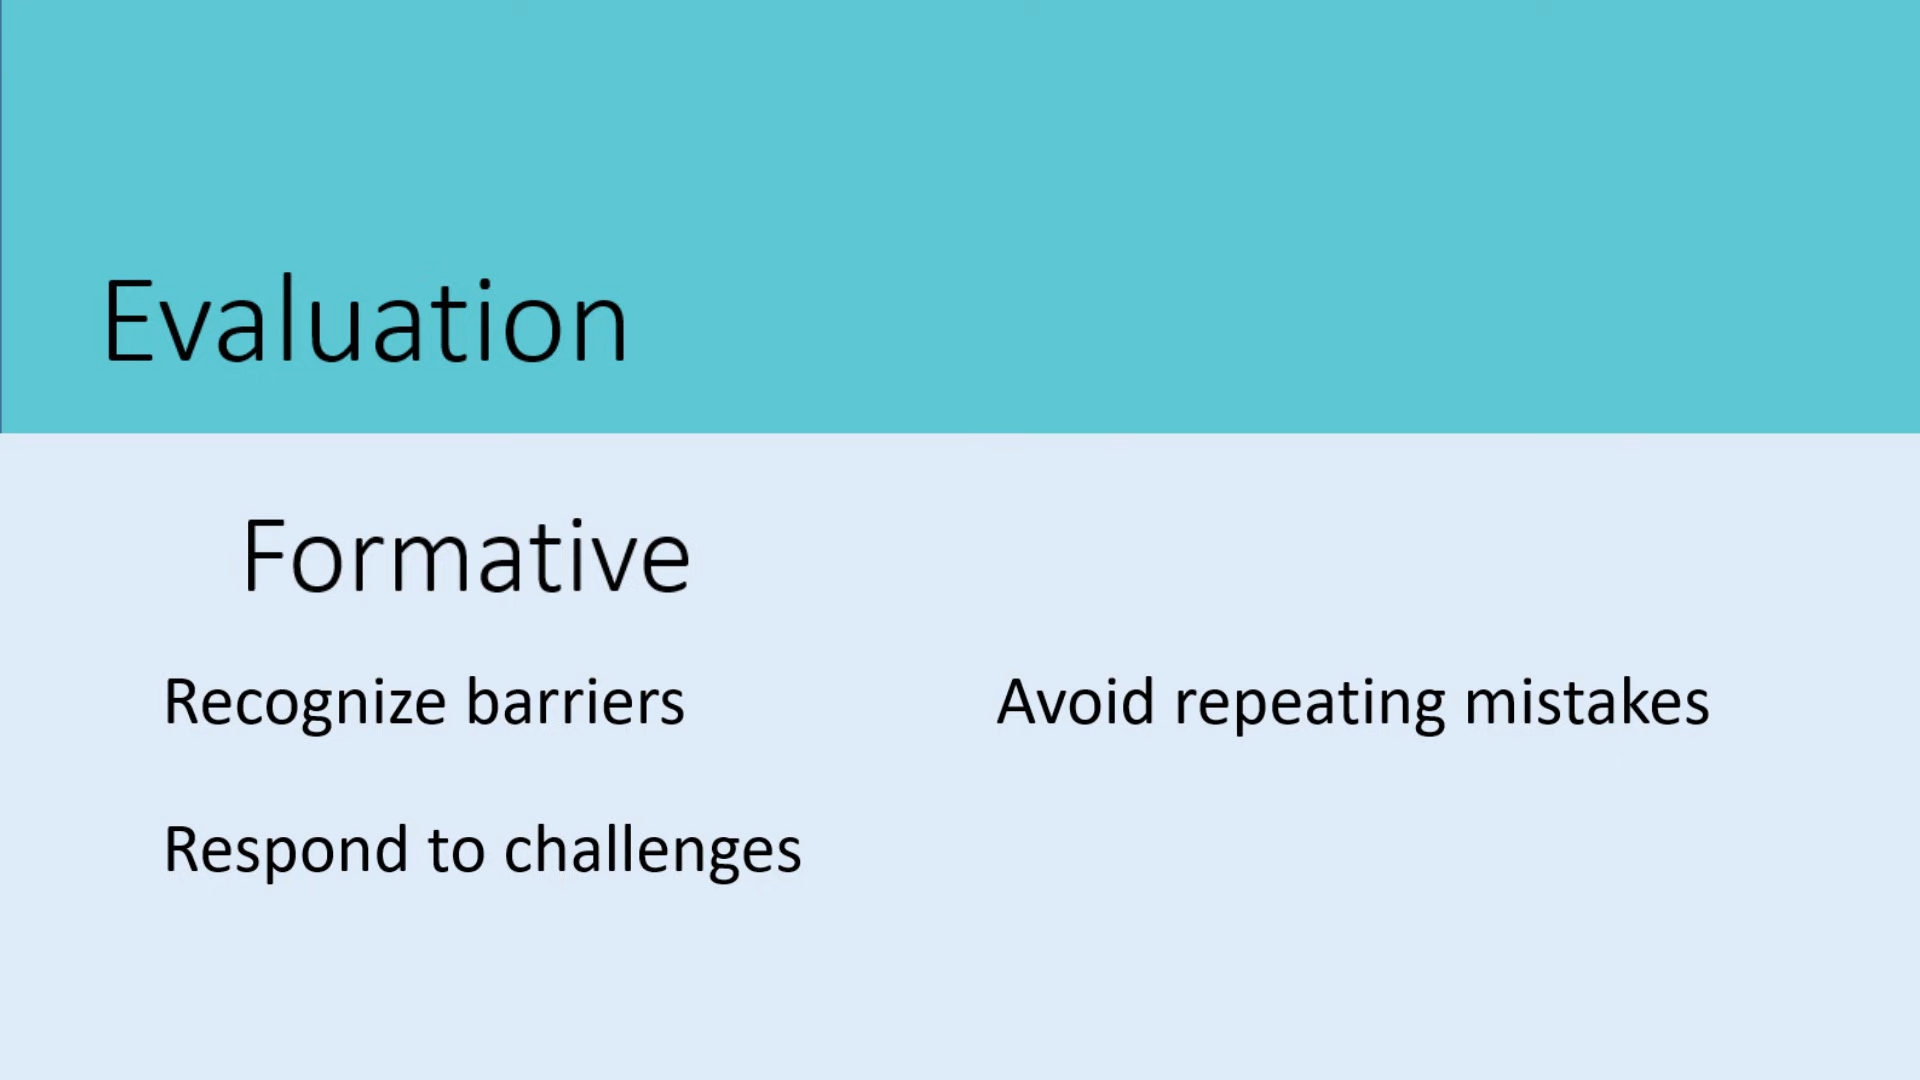 Evaluation
Formative
Recognize barriers
Avoid repeating mistakes
Respond to challenges